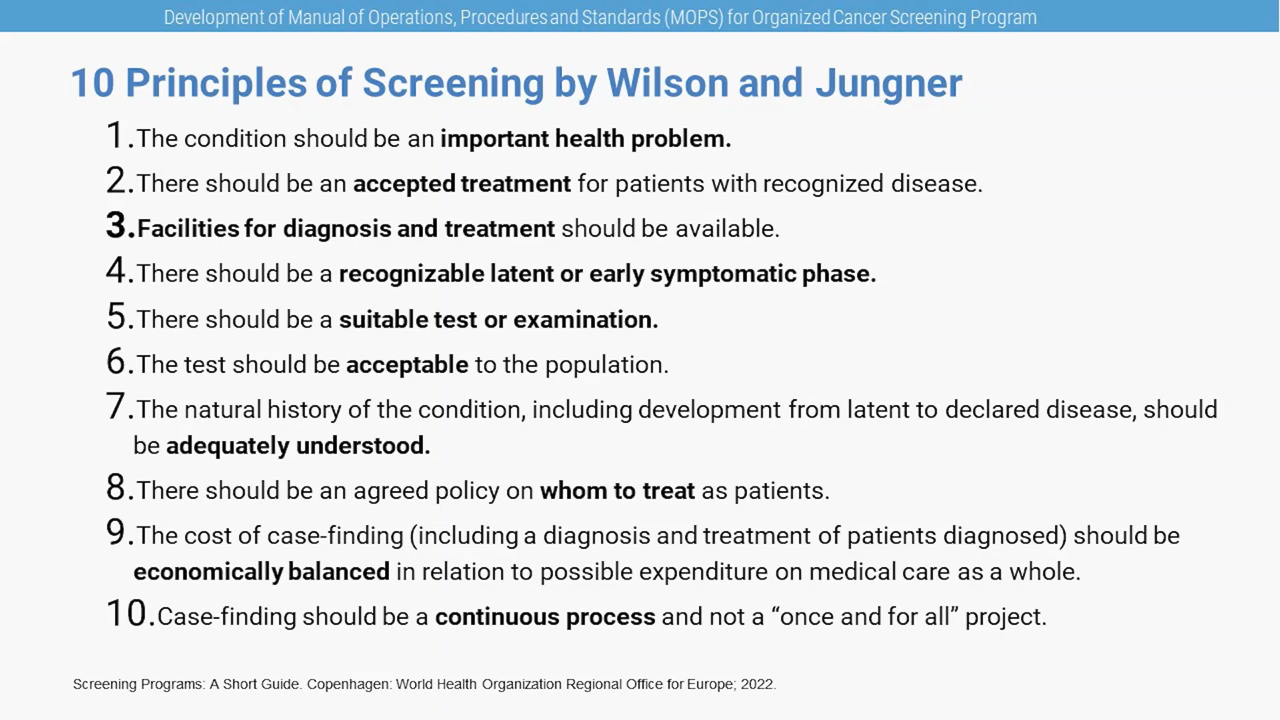 Development of Manual of Operations, Procedures and Standards (MOPS) for Organized Cancer Screening Program
10 Principles of Screening by Wilson and Jungner
1.The condition should be an important health problem.
2.There should be an accepted treatment for patients with recognized disease.
3.Facilities for diagnosis and treatment should be available.
4.There should be a recognizable latent or early symptomatic phase.
5.There should be a suitable test or examination.
6.The test should be acceptable to the population.
7.The natural history of the condition, including development from latent to declared disease, should
be adequately understood.
8.There should be an agreed policy on whom to treat as patients.
9.The cost of case-finding (including a diagnosis and treatment of patients diagnosed) should be
economically balanced in relation to possible expenditure on medical care as a whole.
10.Case-finding should be a continuous process and not a “once and for all” project.
Screening Programs: A Short Guide. Copenhagen: World Health Organization Regional Office for Europe; 2022.